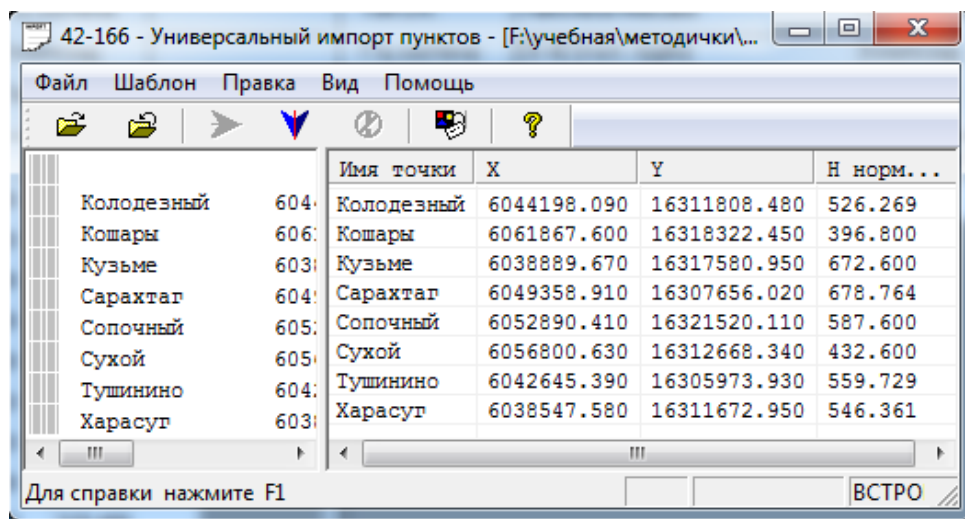 42-166 - Универсальный импорт пунктов - [F:\учебная\методички\...
Файл Шаблон Правка Вид Помощь
Имя точки X Y Н норм...
Колодезный 604
Кошары 606
Кузьме 603
Сарахтаг 604
Сопочный 605
Сухой 605
Тушинино 604
Харасуг 603
Колодезный 6044198.090 16311808.480 526.269
Кошары 6061867.600 16318322.450 396.800
Кузьме 6038889.670 16317580.950 672.600
Сарахтаг 6049358.910 16307656.020 678.764
Сопочный 6052890.410 16321520.110 587.600
Сухой 6056800.630 16312668.340 432.600
Тушинино 6042645.390 16305973.930 559.729
Харасуг 6038547.580 16311672.950 546.361
Для справки нажмите F1 ВСТРО